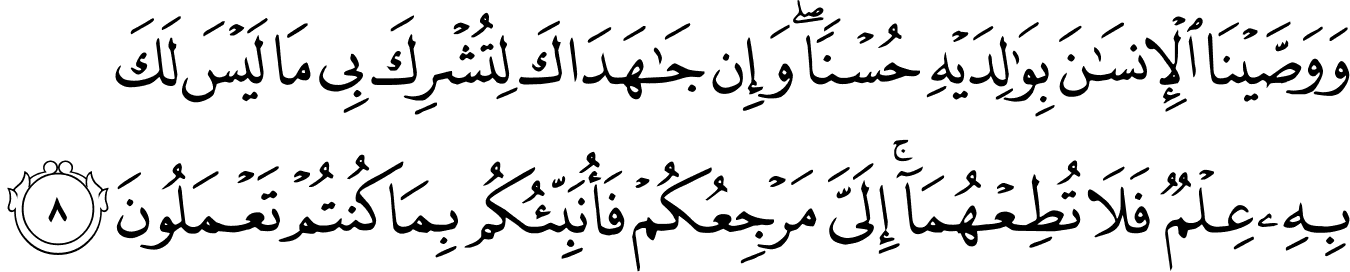 وَوَصَّيْنَا ٱلْإِنسَٰنَ بِوَٰلِدَيْهِ حُسْنًا ۖ وَإِن جَٰهَدَاكَ لِتُشْرِكَ بِى مَا لَيْسَ لَكَ
بِهِۦ عِلْمٌ فَلَا تُطِعْهُمَآ ۚ إِلَىَّ مَرْجِعُكُمْ فَأُنَبِّئُكُم بِمَا كُنتُمْ تَعْمَلُونَ ٨